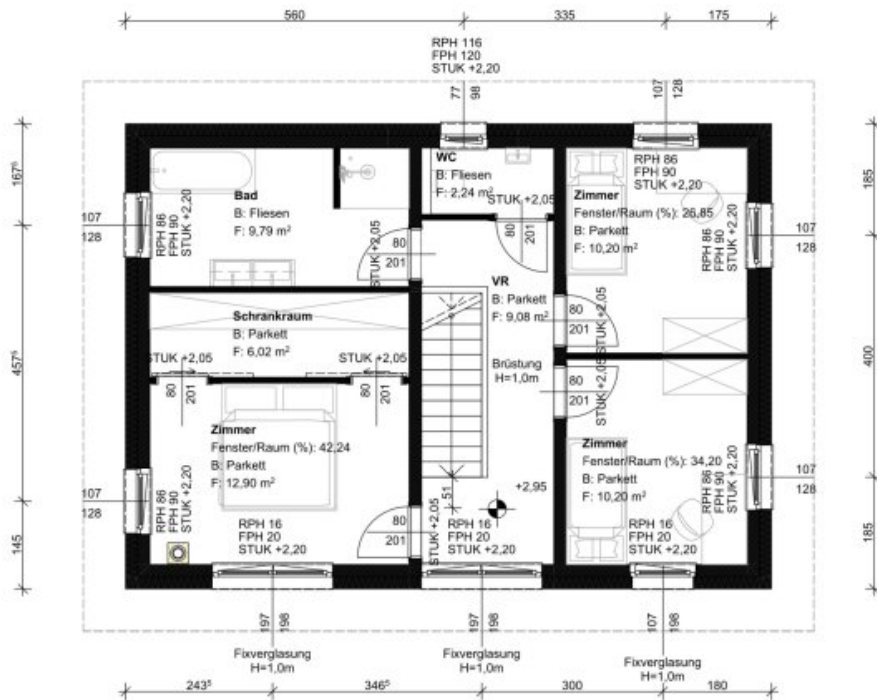 560
335
175
RPH 116
FPH 120
STUK +2,20
77
98
107
128
167⁵
457⁵
145
185
400
185
107
128
RPH 86
FPH 90
STUK +2,20
Bad
B: Fliesen
F: 9,79 m²
WC
B: Fliesen
F: 2,24 m²
STUK +2,05
80
201
RPH 86
FPH 90
STUK +2,20
Zimmer
Fenster/Raum (%): 26,85
B: Parkett
F: 10,20 m²
RPH 86
FPH 90
STUK +2,20
107
128
80
201
STUK +2,05
VR
B: Parkett
F: 9,08 m²
80
201
STUK +2,05
Schrankraum
B: Parkett
F: 6,02 m²
STUK +2,05
80
201
STUK +2,05
80
201
Brüstung
H=1,0m
80
201
STUK +2,05
Zimmer
Fenster/Raum (%): 42,24
B: Parkett
F: 12,90 m²
107
128
RPH 86
FPH 90
STUK +2,20
RPH 16
FPH 20
STUK +2,20
80
201
STUK +2,05
51
+2,95
RPH 16
FPH 20
STUK +2,20
Zimmer
Fenster/Raum (%): 34,20
B: Parkett
F: 10,20 m²
RPH 86
FPH 90
STUK +2,20
107
128
RPH 16
FPH 20
STUK +2,20
197
198
197
198
107
198
Fixverglasung
H=1,0m
Fixverglasung
H=1,0m
Fixverglasung
H=1,0m
243⁵
346⁵
300
180